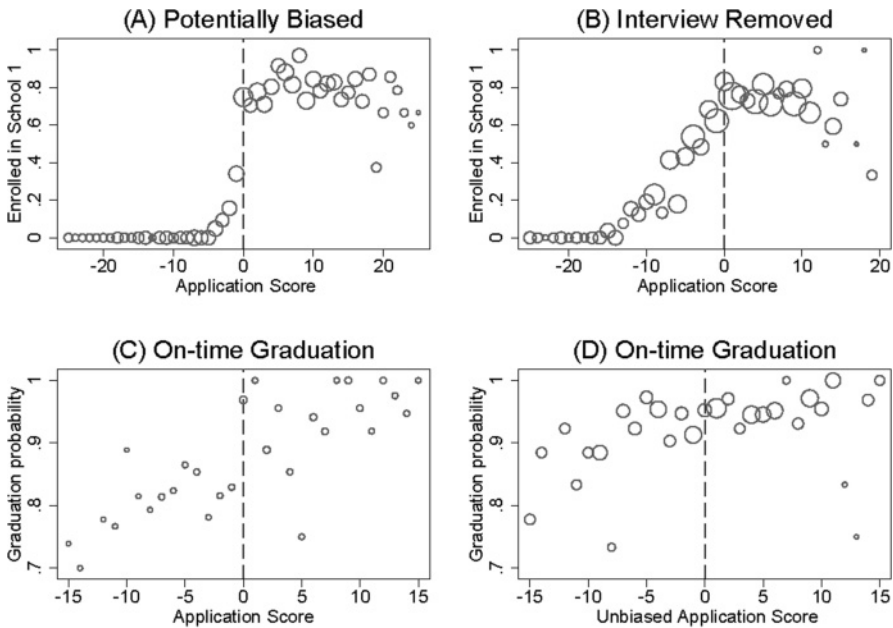 (A) Potentially Biased
Enrolled in School 1
1
.8
.6
.4
.2
0
-20 -10 0 10 20
Application Score
(B) Interview Removed
Enrolled in School 1
1
.8
.6
.4
.2
0
-20 -10 0 10 20
Application Score
(C) On-time Graduation
Graduation probability
1
.9
.8
.7
-15 -10 -5 0 5 10 15
Application Score
(D) On-time Graduation
Graduation probability
1
.9
.8
.7
-15 -10 -5 0 5 10 15
Unbiased Application Score